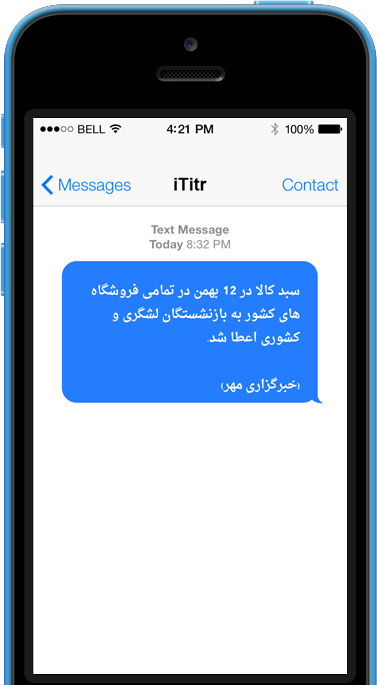 BELL 4:21 PM 100%
Messages iTitr Contact
Text Message
Today 8:32 PM
سبد کالا در 12 بهمن در تمامی فروشگاه
های کشور به بازنشستگان لشگری و
کشوری اعطا شد.
(خبرگزاری مهر)